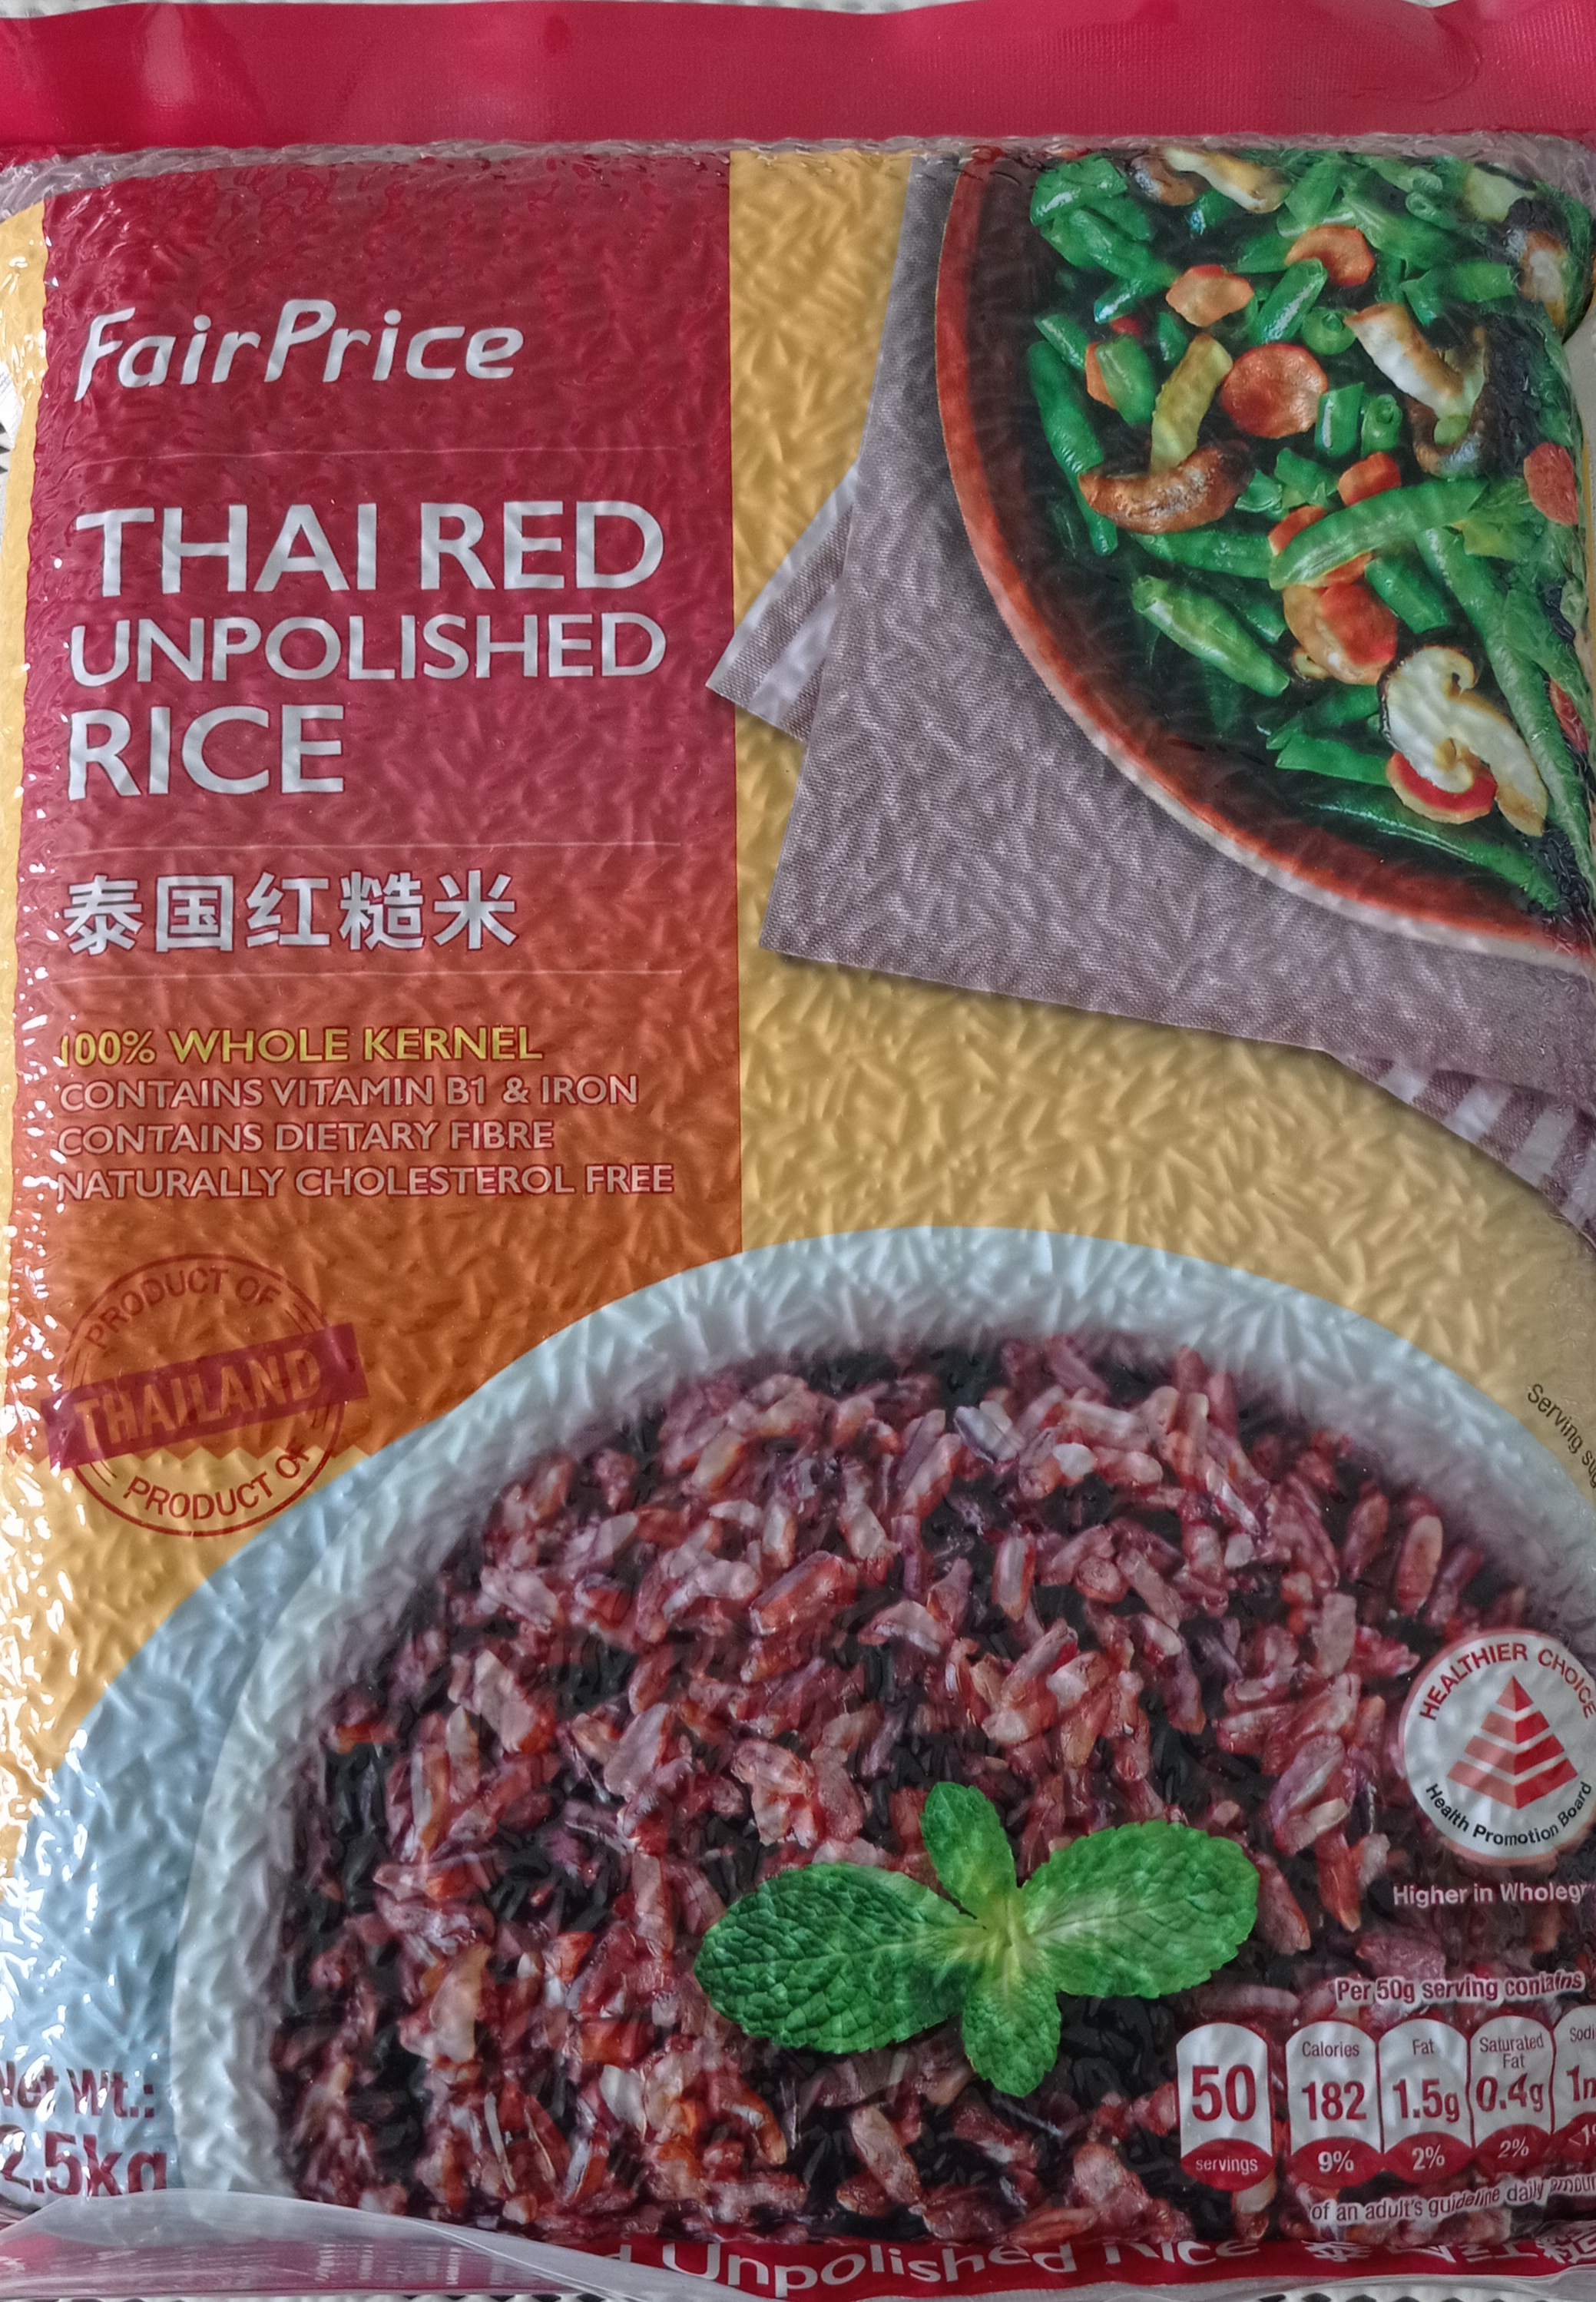 FairPrice
THAI RED
UNPOLISHED
RICE
泰国红糙米
100% WHOLE KERNEL
CONTAINS VITAMIN B1 & IRON
CONTAINS DIETARY FIBRE
NATURALLY CHOLESTEROL FREE
PRODUCT OF
THAILAND
PRODUCT OF
Serving
HEALTHIER CHOICE
Health Promotion Board
Higher in
Per 50g serving contains
50
servings
Calories
182
9%
Fat
1.5g
2%
Saturated
Fat
0.4g
2%
of an adult's guideline daily
Net Wt.:
2.5kg
Unpolished Rice